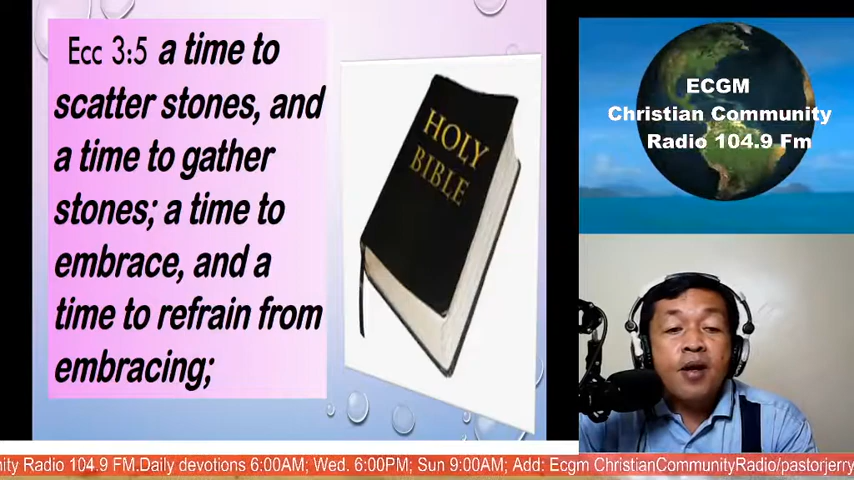 Ecc 3:5 a time to
scatter stones, and
a time to gather
stones; a time to
embrace, and a
time to refrain from
embracing;
HOLY
BIBLE
ECGM
Christian Community
Radio 104.9 Fm
nity Radio 104.9 FM.Daily devotions 6:00AM; Wed. 6:00PM; Sun 9:00AM; Add: Ecgm ChristianCommunityRadio/pastorjerry